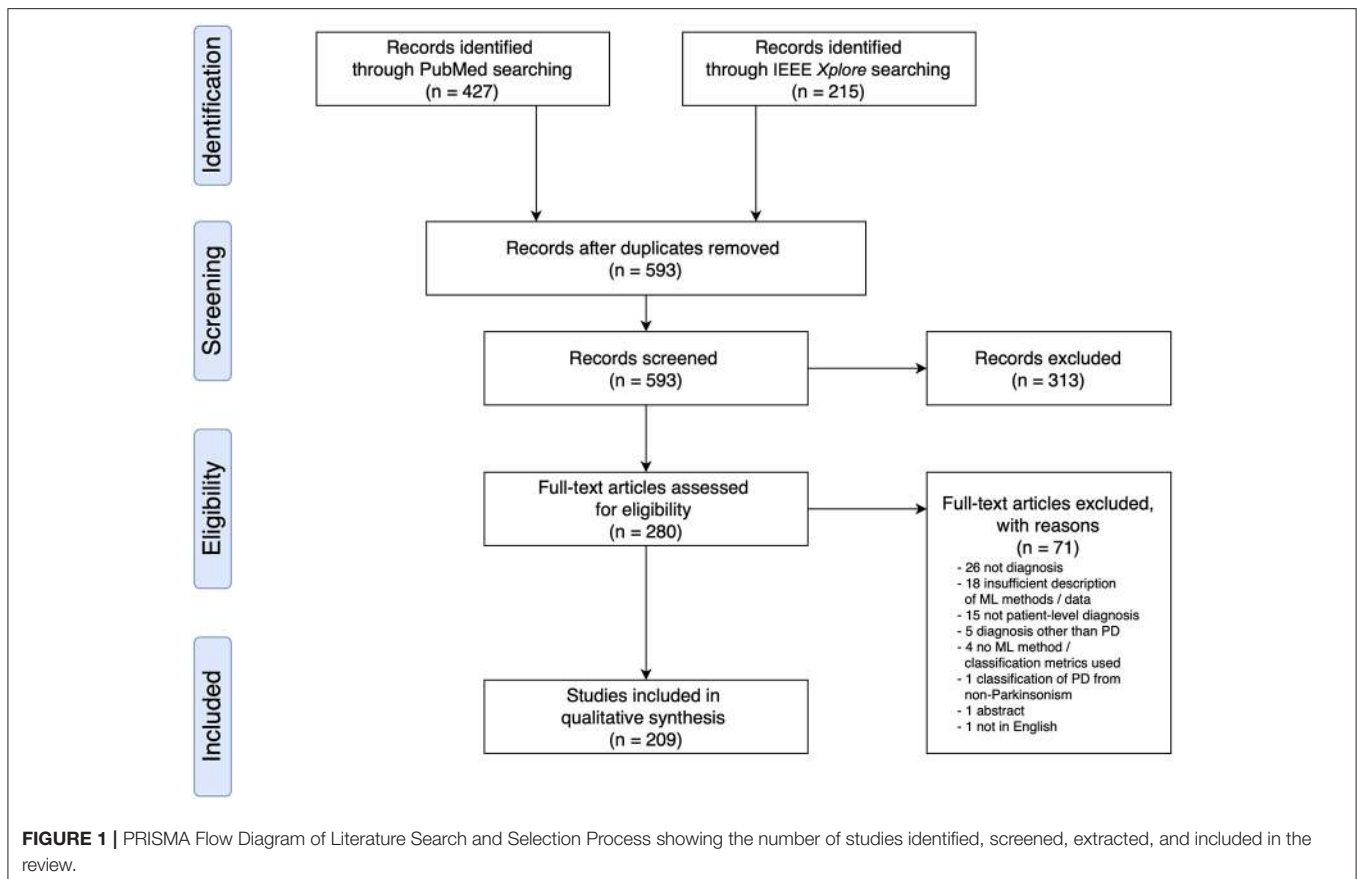 Identification
Records identified
through PubMed searching
(n = 427)
Records identified
through IEEE Xplore searching
(n = 215)
Screening
Records after duplicates removed
(n = 593)
Records screened
(n = 593)
Records excluded
(n = 313)
Eligibility
Full-text articles assessed
for eligibility
(n = 280)
Full-text articles excluded,
with reasons
(n = 71)
- 26 not diagnosis
- 18 insufficient description
of ML methods / data
- 15 not patient-level diagnosis
- 5 diagnosis other than PD
- 4 no ML method /
classification metrics used
- 1 classification of PD from
non-Parkinsonism
- 1 abstract
- 1 not in English
Included
Studies included in
qualitative synthesis
(n = 209)
FIGURE 1 | PRISMA Flow Diagram of Literature Search and Selection Process showing the number of studies identified, screened, extracted, and included in the
review.